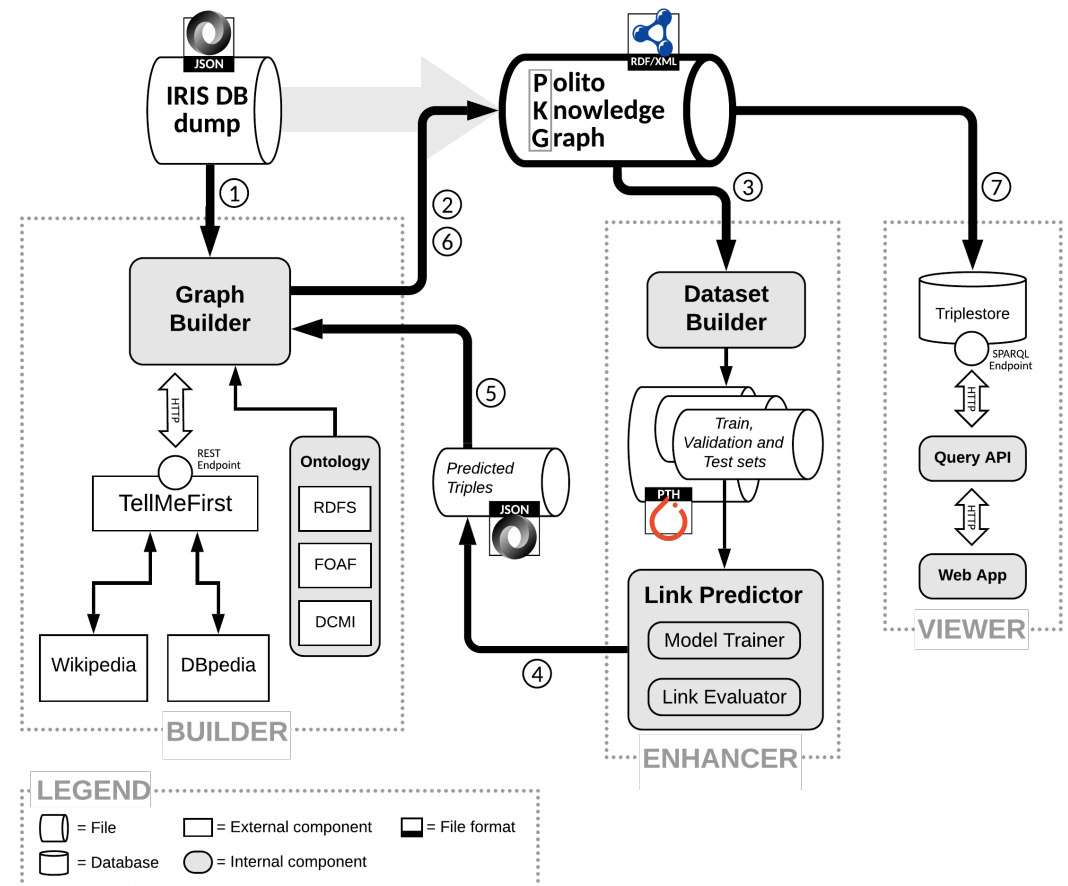 JSON
IRIS DB
dump
RDF/XML
Polito
Knowledge
Graph
1
2
6
3
7
Graph
Builder
HTTP
REST
Endpoint
TellMeFirst
Wikipedia
DBpedia
Ontology
RDFS
FOAF
DCMI
BUILDER
5
Predicted
Triples
JSON
4
Dataset
Builder
Train,
Validation and
Test sets
PTH
Link Predictor
Model Trainer
Link Evaluator
ENHANCER
Triplestore
SPARQL
Endpoint
HTTP
Query API
HTTP
Web App
VIEWER
LEGEND
= File
= External component
= File format
= Database
= Internal component